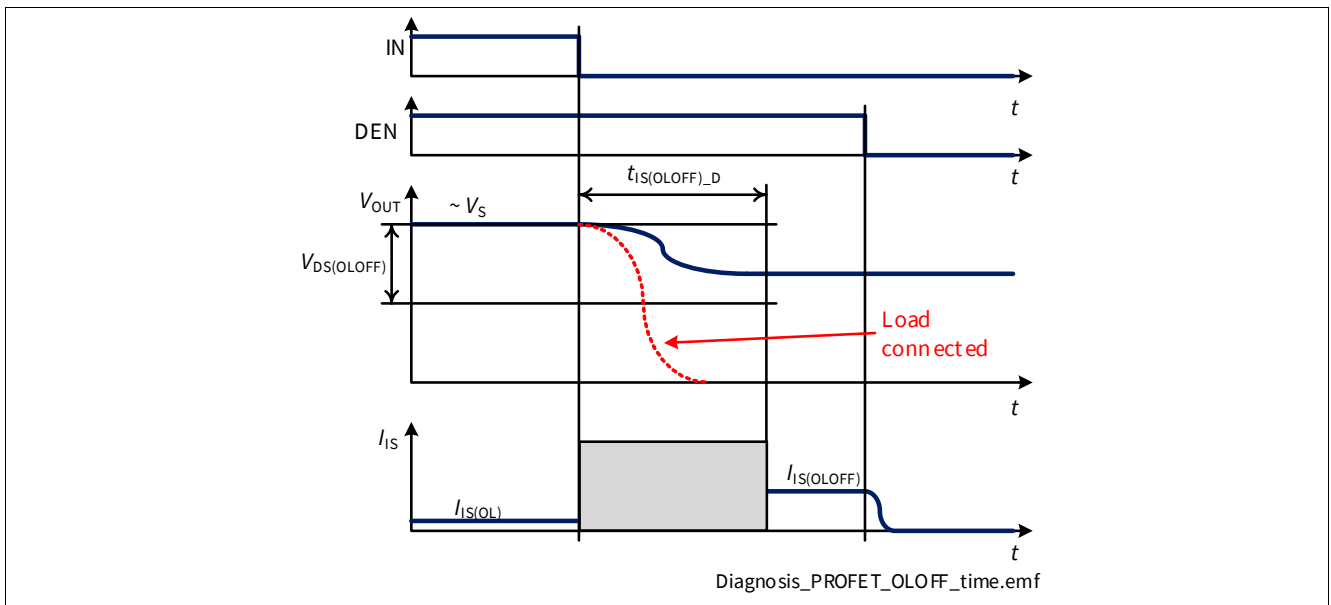 IN
t
DEN
t
tIS(OLOFF)_D
VOUT
~ VS
VDS(OLOFF)
Load
connected
t
IIS
IIS(OL)
IIS(OLOFF)
t
Diagnosis_PROFET_OLOFF_time.emf